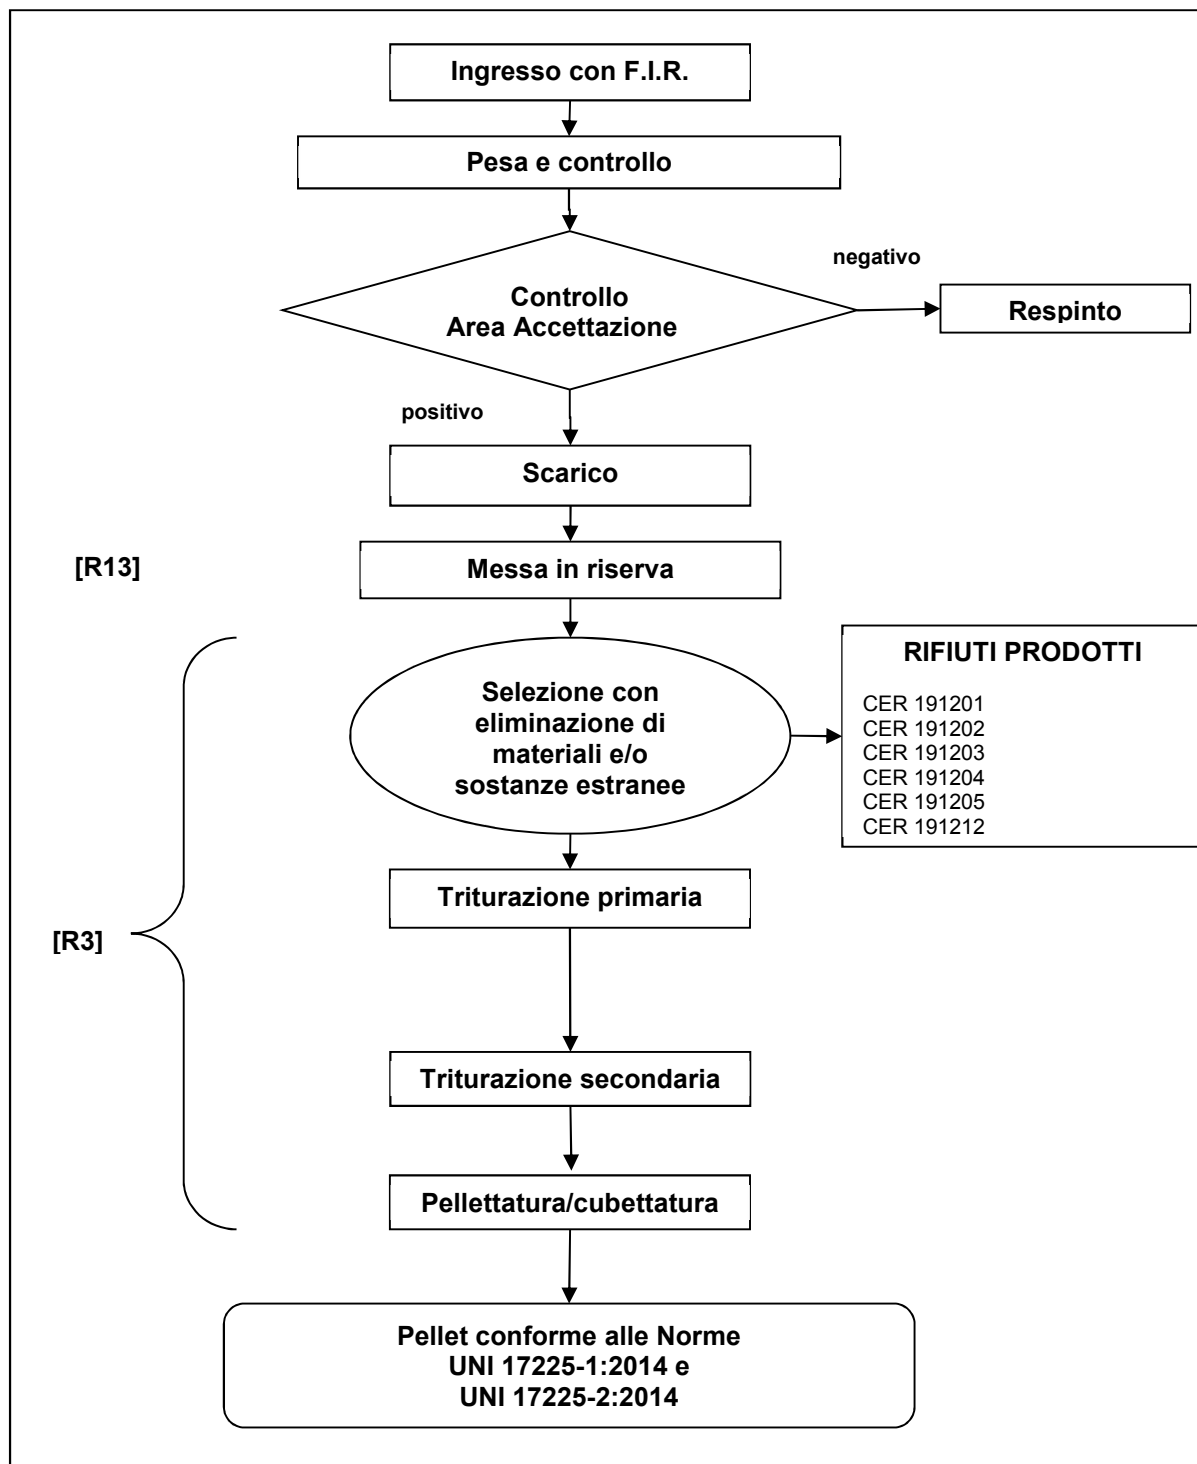 Ingresso con F.I.R.
Pesa e controllo
negativo
Controllo
Area Accettazione
Respinto
positivo
Scarico
[R13]
Messa in riserva
Selezione con
eliminazione di
materiali e/o
sostanze estranee
RIFIUTI PRODOTTI
CER 191201
CER 191202
CER 191203
CER 191204
CER 191205
CER 191212
Triturazione primaria
[R3]
Triturazione secondaria
Pellettatura/cubettatura
Pellet conforme alle Norme
UNI 17225-1:2014 e
UNI 17225-2:2014